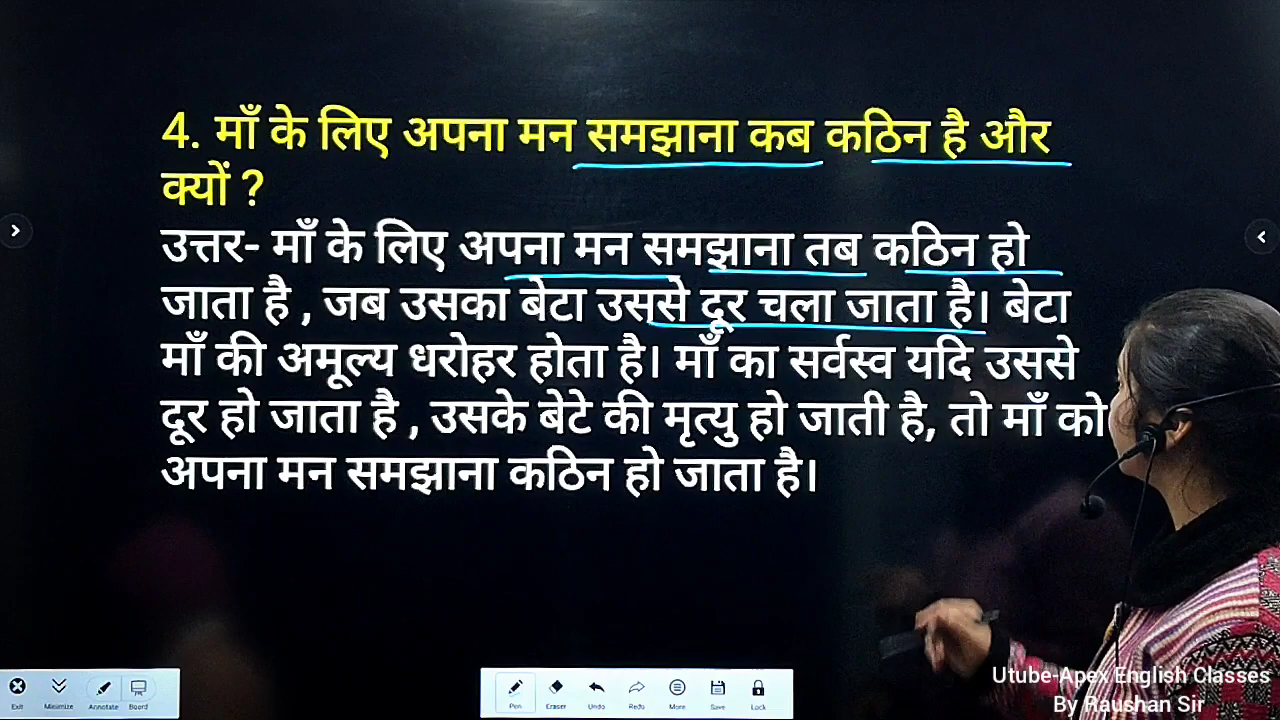 4. माँ के लिए अपना मन समझाना कब कठिन है और
क्यों ?
उत्तर- माँ के लिए अपना मन समझाना तब कठिन हो
जाता है , जब उसका बेटा उससे दूर चला जाता है। बेटा
माँ की अमूल्य धरोहर होता है। माँ का सर्वस्व यदि उससे
दूर हो जाता है , उसके बेटे की मृत्यु हो जाती है, तो माँ को
अपना मन समझाना कठिन हो जाता है।
Exit Minimize Annotate Board Pen Eraser Undo Redo More Save Lock
Utube-Apex English Classes
By Raushan Sir